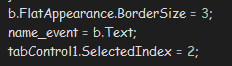 b.FlatAppearance.BorderSize = 3;
name_event = b.Text;
tabControl1.SelectedIndex = 2;